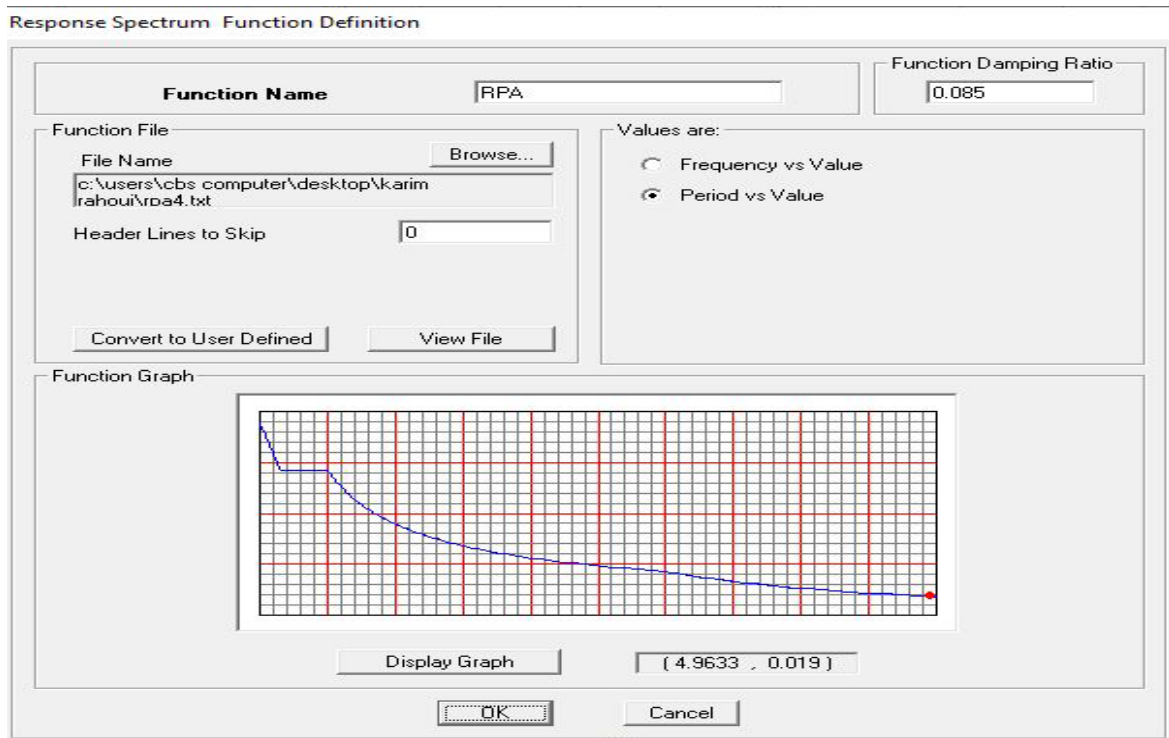 Response Spectrum Function Definition
Function Name
RPA
Function Damping Ratio
0.085
Function File
File Name
Browse...
c:\users\cbs computer\desktop\karim
rahoui\rpa4.txt
Header Lines to Skip
0
Convert to User Defined
View File
Values are:
Frequency vs Value
Period vs Value
Function Graph
Display Graph
( 4.9633 , 0.019 )
OK
Cancel